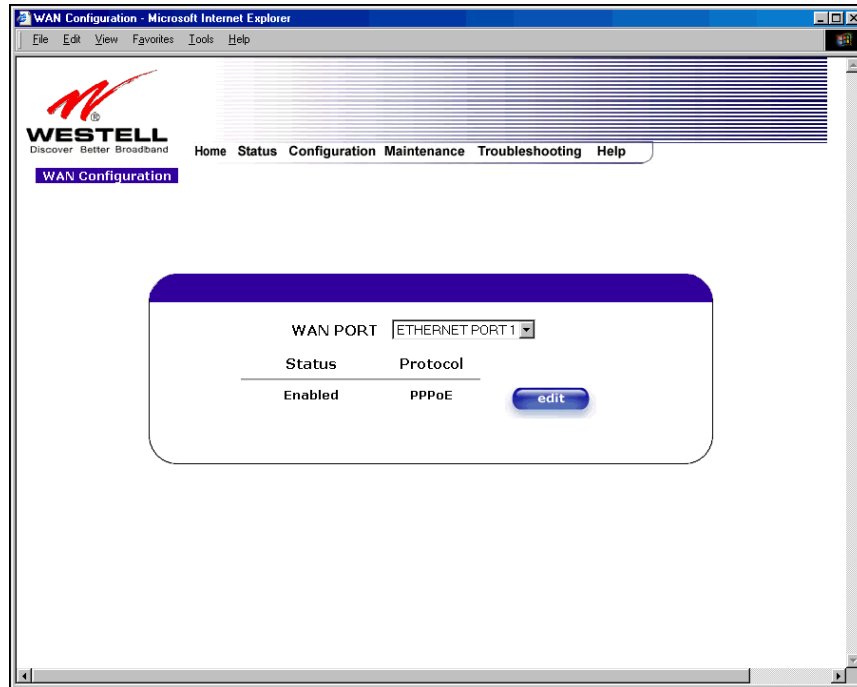 WAN Configuration - Microsoft Internet Explorer
File Edit View Favorites Tools Help
WESTELL
®
Discover Better Broadband
Home Status Configuration Maintenance Troubleshooting Help
WAN Configuration
WAN PORT ETHERNET PORT 1
Status Protocol
Enabled PPPoE edit